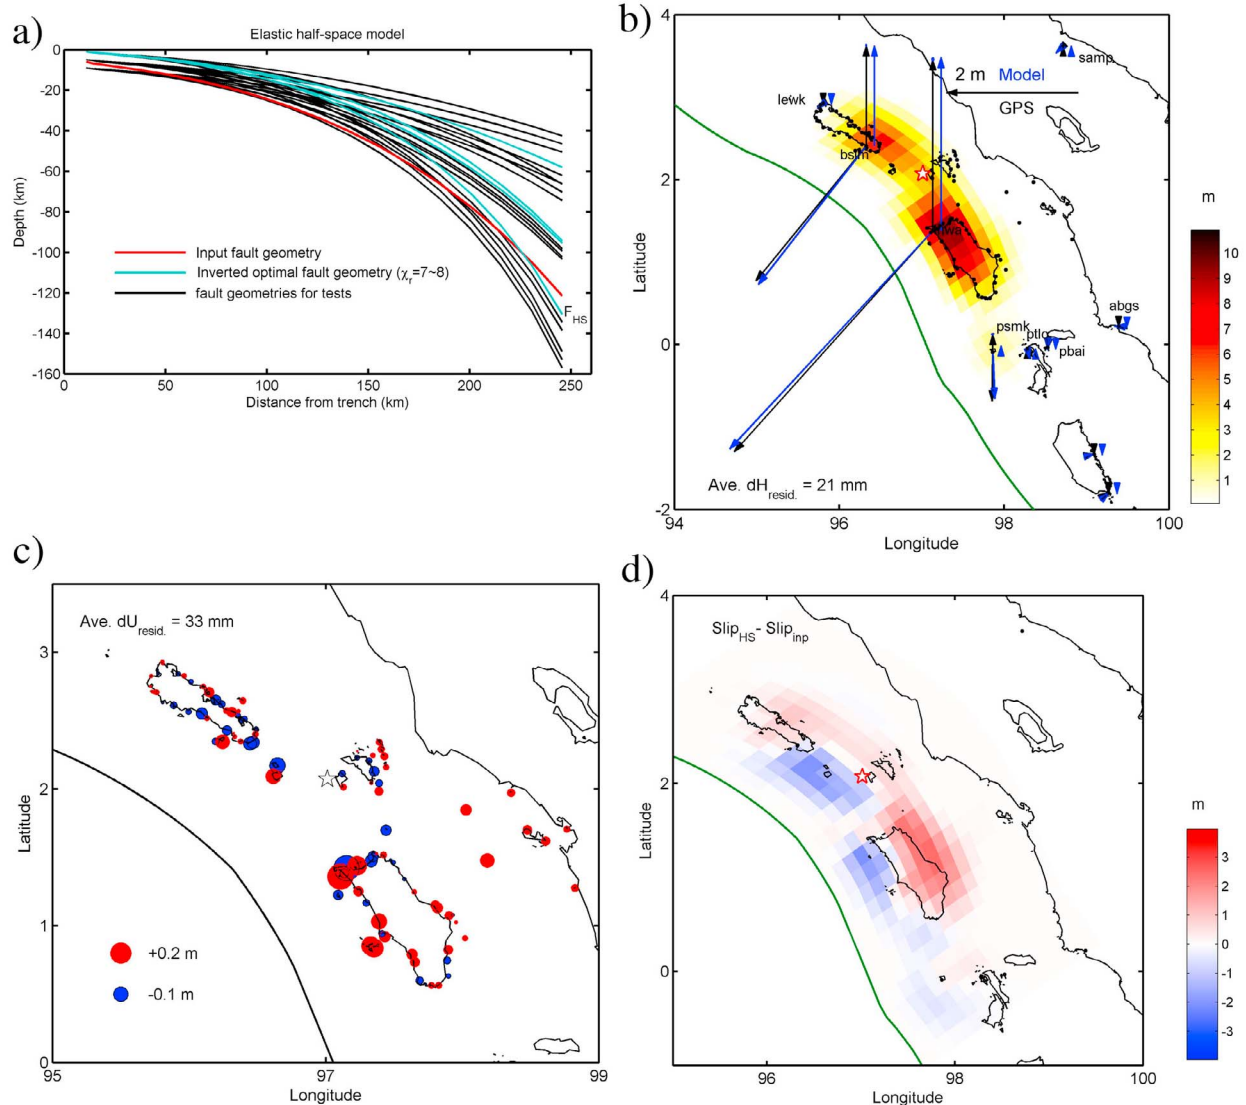 a)
Elastic half-space model
0
-20
-40
-60
-80
-100
-120
-140
-160
Depth (km)
Input fault geometry
Inverted optimal fault geometry (χr=7~8)
fault geometries for tests
FHS
0 50 100 150 200 250
Distance from trench (km)
b)
4
2
0
-2
Latitude
samp
2 m Model
GPS
lewk
bsim
psmk
ptlo
pbai
abgs
Ave. dHresid. = 21 mm
94 96 98 100
Longitude
m
10
9
8
7
6
5
4
3
2
1
c)
Ave. dUresid. = 33 mm
3
2
1
0
Latitude
+0.2 m
-0.1 m
95 97 99
Longitude
d)
SlipHS- Slipinp
4
2
0
Latitude
96 98 100
Longitude
m
3
2
1
0
-1
-2
-3